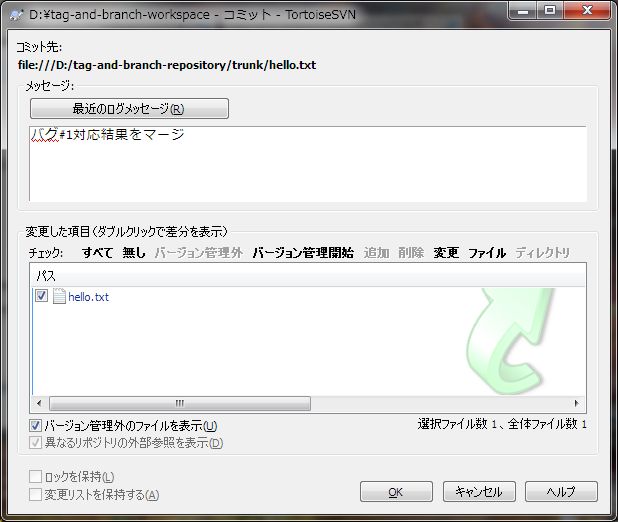 D:¥tag-and-branch-workspace - コミット - TortoiseSVN
コミット先:
file:///D:/tag-and-branch-repository/trunk/hello.txt
メッセージ:
最近のログメッセージ(R)
バグ#1対応結果をマージ
変更した項目(ダブルクリックで差分を表示)
チェック: すべて 無し バージョン管理外 バージョン管理開始 追加 削除 変更 ファイル ディレクトリ
パス
hello.txt
バージョン管理外のファイルを表示(U)
選択ファイル数 1、全体ファイル数 1
異なるリポジトリの外部参照を表示(D)
ロックを保持(L)
変更リストを保持する(A)
OK キャンセル ヘルプ